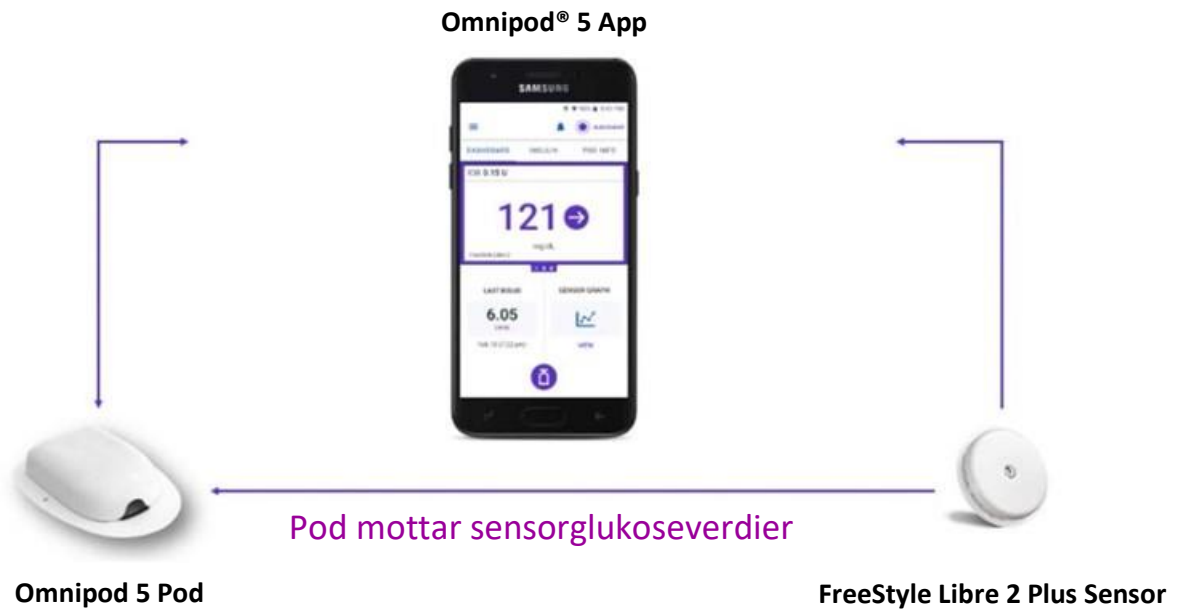 Omnipod® 5 App
SAMSUNG
121
mg/dL
LAST BOLUS
SENSOR GRAPH
6.05
VIEW
Pod mottar sensorglukoseverdier
Omnipod 5 Pod
FreeStyle Libre 2 Plus Sensor